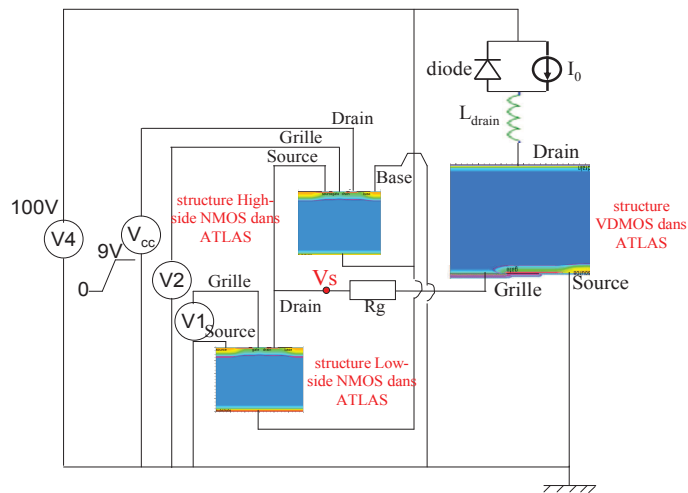 diode
I0
Ldrain
Drain
Drain
Grille
Source
Base
structure High-
side NMOS dans
ATLAS
structure
VDMOS dans
ATLAS
100V
V4
Vcc
9V
0
V2
V1
Grille
Source
Drain
Vs
Rg
Grille
Source
structure Low-
side NMOS dans
ATLAS